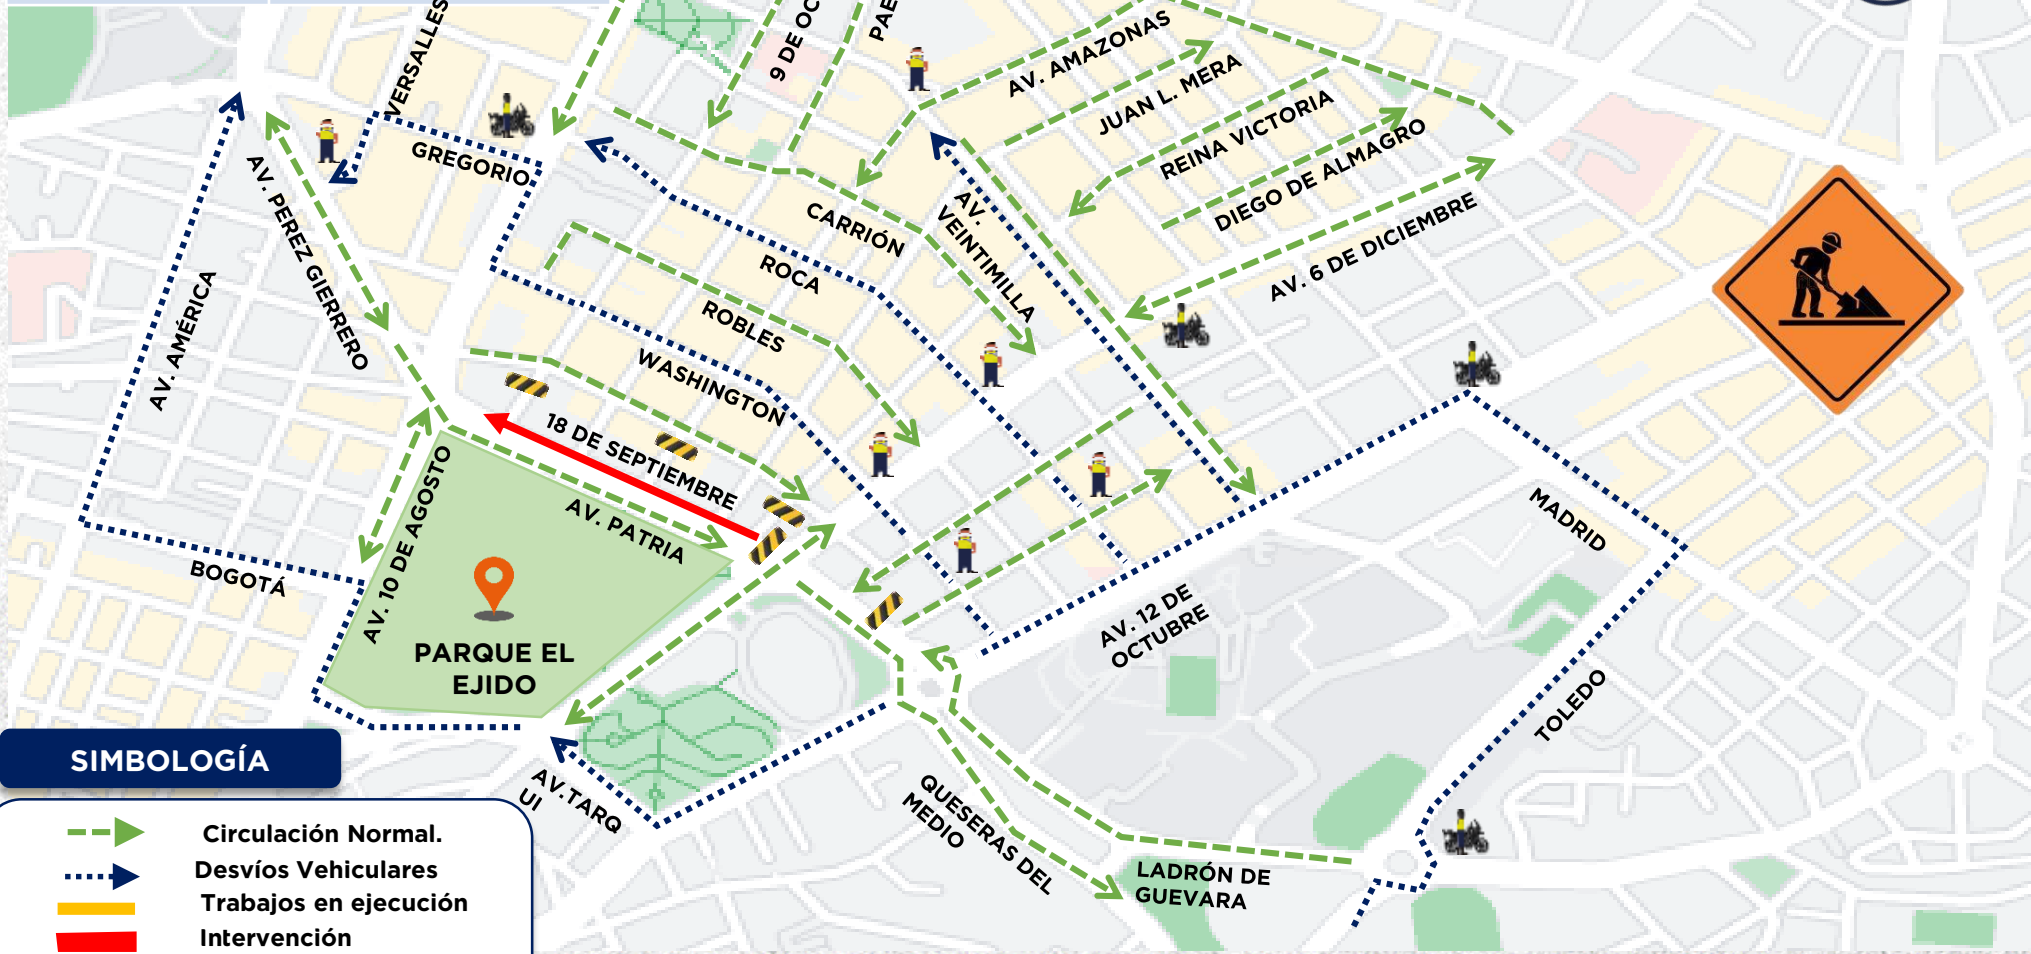 VERSALLES
9 DE OC
PAE
AV. AMAZONAS
JUAN L. MERA
REINA VICTORIA
DIEGO DE ALMAGRO
GREGORIO
AV. PEREZ GIERRERO
AV.
VEINTIMILLA
CARRIÓN
AV. 6 DE DICIEMBRE
ROCA
AV. AMÉRICA
ROBLES
WASHINGTON
18 DE SEPTIEMBRE
AV. PATRIA
AV. 10 DE AGOSTO
MADRID
BOGOTÁ
AV. 12 DE
OCTUBRE
PARQUE EL
EJIDO
TOLEDO
AV.TARQ
UI
QUESERAS DEL
MEDIO
LADRÓN DE
GUEVARA
SIMBOLOGÍA
Circulación Normal.
Desvíos Vehiculares
Trabajos en ejecución
Intervención